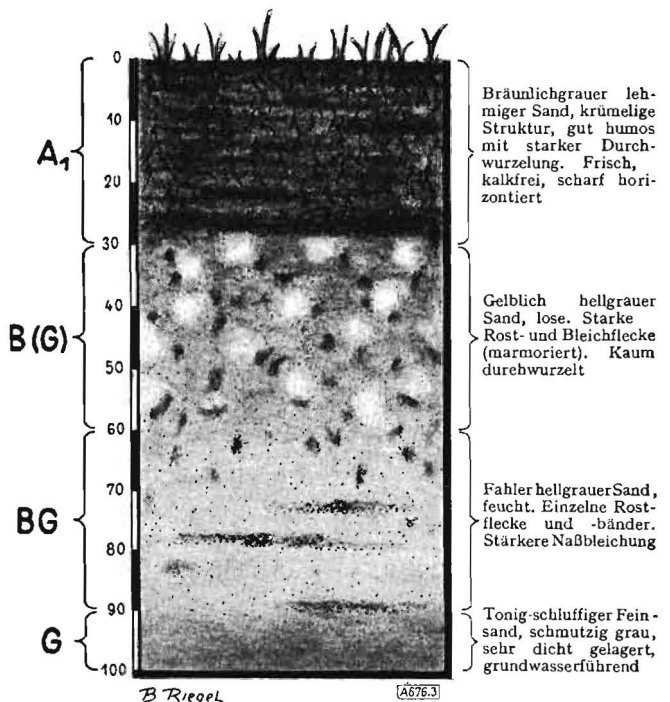 0
10
20
30
40
50
60
70
80
90
100
A₁
B(G)
BG
G
Bräunlichgrauer leh-
miger Sand, krümelige
Struktur, gut humos
mit starker Durch-
wurzelung. Frisch,
kalkfrei, scharf hori-
zontiert
Gelblich hellgrauer
Sand, lose. Starke
Rost- und Bleichflecke
(marmoriert). Kaum
durehwurzelt
Fahler hellgrauer Sand,
feucht. Einzelne Rost-
flecke und -bänder.
Stärkere Naßbleichung
Tonig-schluffiger Fein-
sand, schmutzig grau,
sehr dicht gelagert,
grundwasserführend
B RIEGEL
A676.3